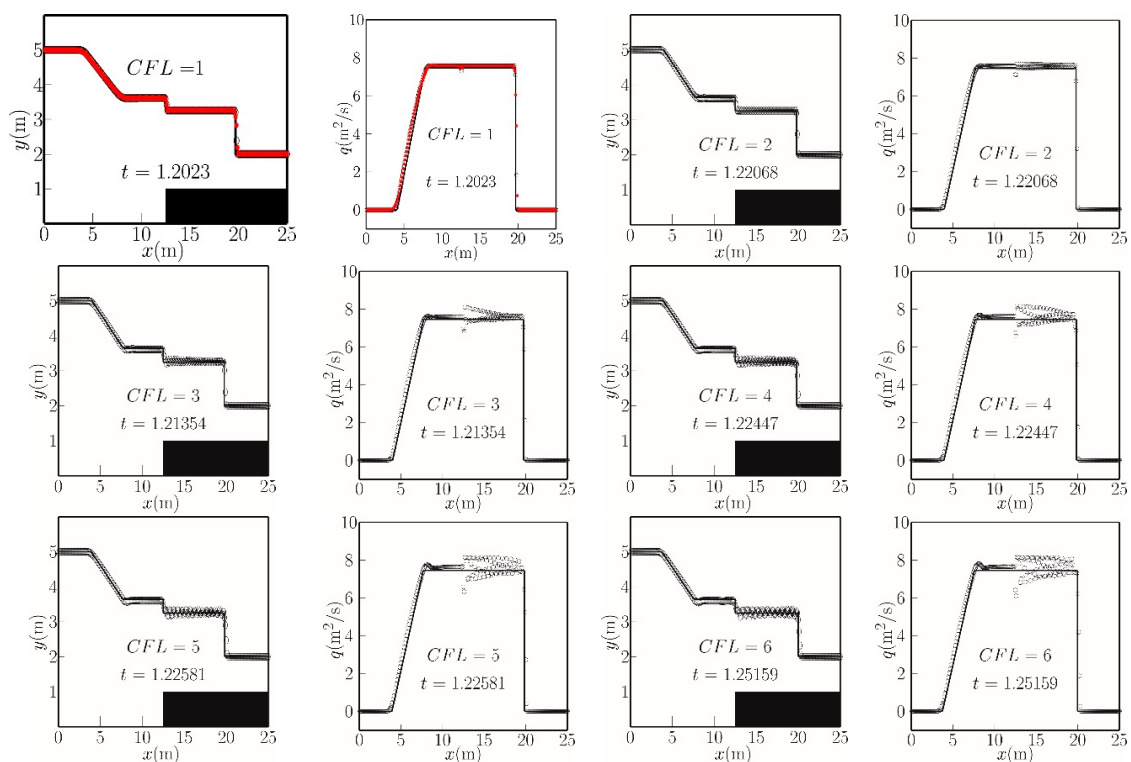 y(m)
5
4
3
2
1
CFL = 1
t = 1.2023
0 5 10 15 20 25
x(m)
q(m²/s)
10
8
6
4
2
0
CFL = 1
t = 1.2023
0 5 10 15 20 25
x(m)
y(m)
5
4
3
2
1
CFL = 2
t = 1.22068
0 5 10 15 20 25
x(m)
q(m²/s)
10
8
6
4
2
0
CFL = 2
t = 1.22068
0 5 10 15 20 25
x(m)
y(m)
5
4
3
2
1
CFL = 3
t = 1.21354
0 5 10 15 20 25
x(m)
q(m²/s)
10
8
6
4
2
0
CFL = 3
t = 1.21354
0 5 10 15 20 25
x(m)
y(m)
5
4
3
2
1
CFL = 4
t = 1.22447
0 5 10 15 20 25
x(m)
q(m²/s)
10
8
6
4
2
0
CFL = 4
t = 1.22447
0 5 10 15 20 25
x(m)
y(m)
5
4
3
2
1
CFL = 5
t = 1.22581
0 5 10 15 20 25
x(m)
q(m²/s)
10
8
6
4
2
0
CFL = 5
t = 1.22581
0 5 10 15 20 25
x(m)
y(m)
5
4
3
2
1
CFL = 6
t = 1.25159
0 5 10 15 20 25
x(m)
q(m²/s)
10
8
6
4
2
0
CFL = 6
t = 1.25159
0 5 10 15 20 25
x(m)